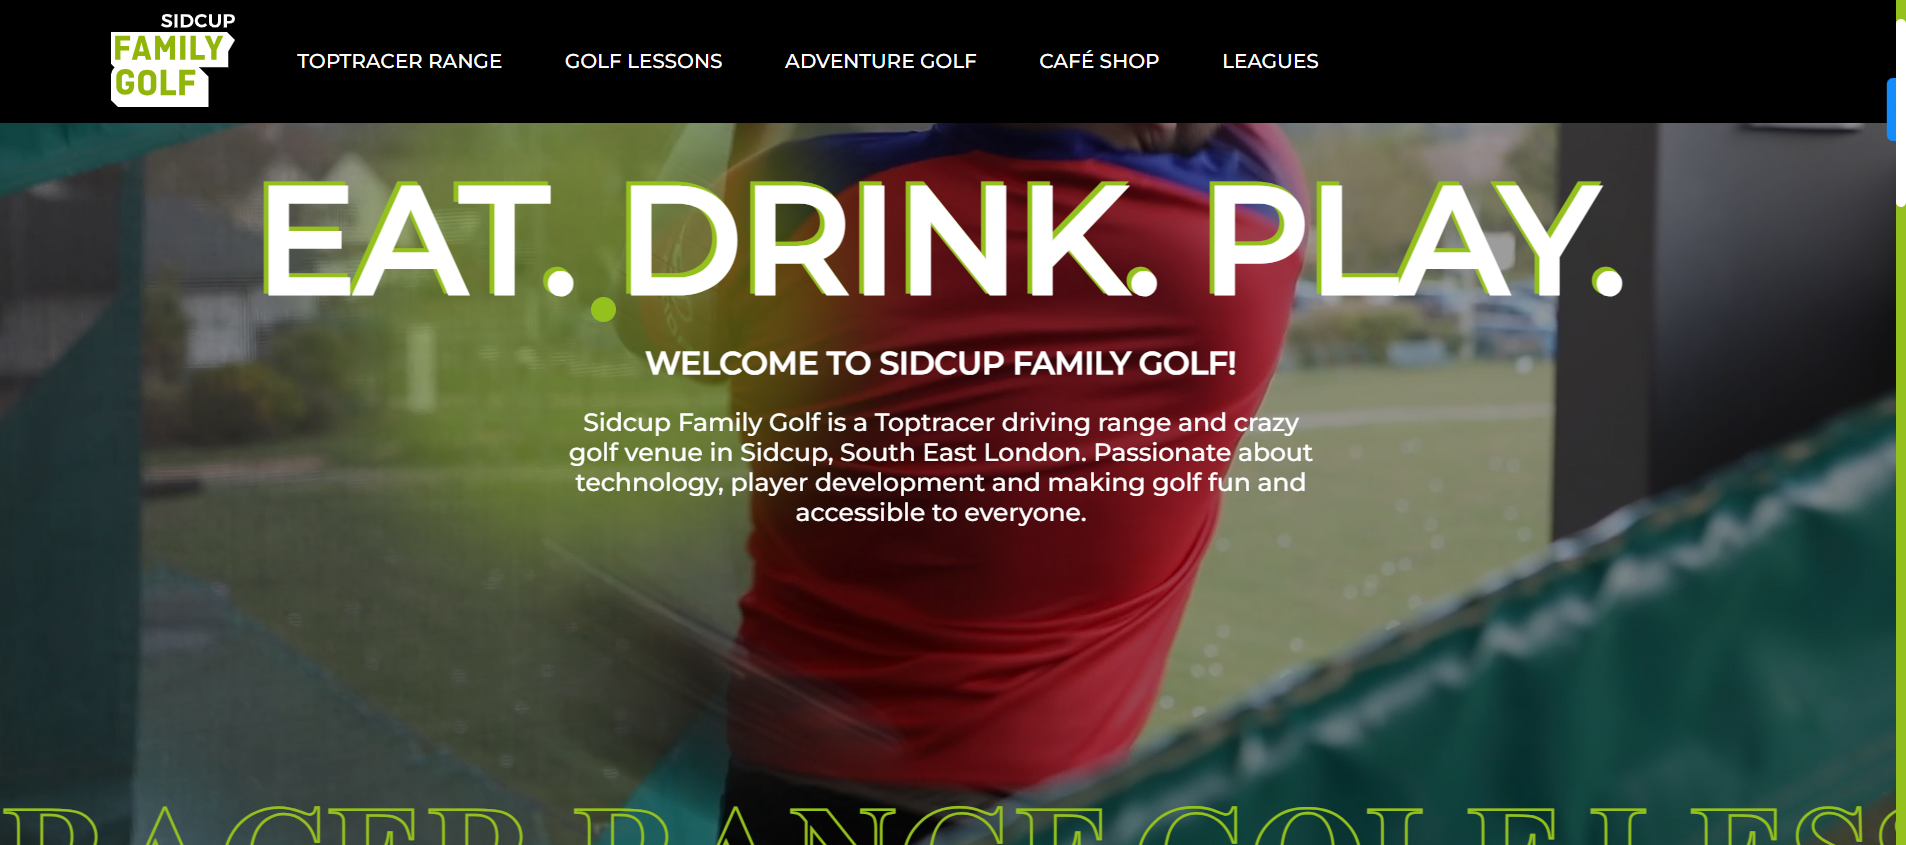 SIDCUP
FAMILY
GOLF
TOPTRACER RANGE
GOLF LESSONS
ADVENTURE GOLF
CAFÉ SHOP
LEAGUES
EAT. DRINK. PLAY.
WELCOME TO SIDCUP FAMILY GOLF!
Sidcup Family Golf is a Toptracer driving range and crazy
golf venue in Sidcup, South East London. Passionate about
technology, player development and making golf fun and
accessible to everyone.
RACER RANGE GOLF LESS